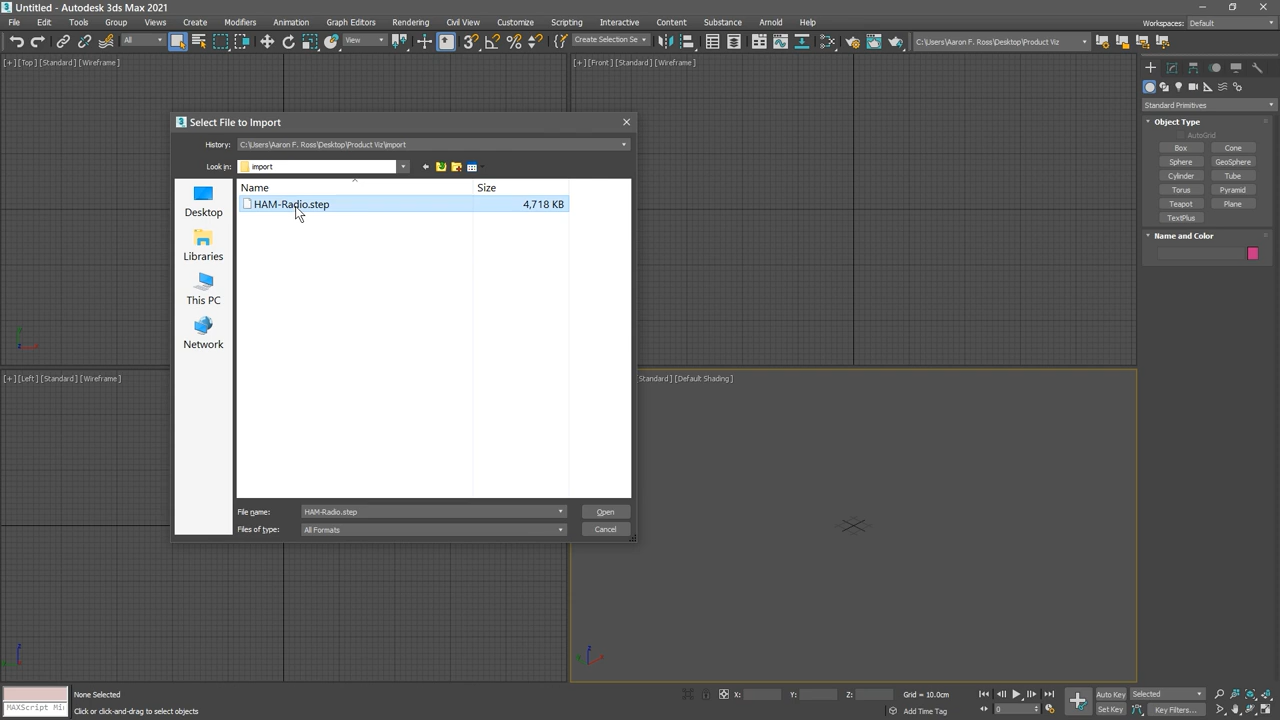 Untitled - Autodesk 3ds Max 2021
File Edit Tools Group Views Create Modifiers Animation Graph Editors Rendering Civil View Customize Scripting Interactive Content Substance Arnold Help
Workspaces: Default
All
View
Create Selection Se
C:\Users\Aaron F. Ross\Desktop\Product Viz
[+] [Top] [Standard] [Wireframe]
[+] [Front] [Standard] [Wireframe]
Select File to Import
History: C:\Users\Aaron F. Ross\Desktop\Product Viz\import
Look in: import
Name Size
HAM-Radio.step 4,718 KB
Desktop
Libraries
This PC
Network
File name: HAM-Radio.step Open
Files of type: All Formats Cancel
Standard Primitives
Object Type
AutoGrid
Box Cone
Sphere GeoSphere
Cylinder Tube
Torus Pyramid
Teapot Plane
TextPlus
Name and Color
[+] [Left] [Standard] [Wireframe]
Standard] [Default Shading]
None Selected
X: Y: Z: Grid = 10.0cm
Auto Key Selected
MAXScript Mi
Click or click-and-drag to select objects
Add Time Tag
0
Set Key Key Filters...